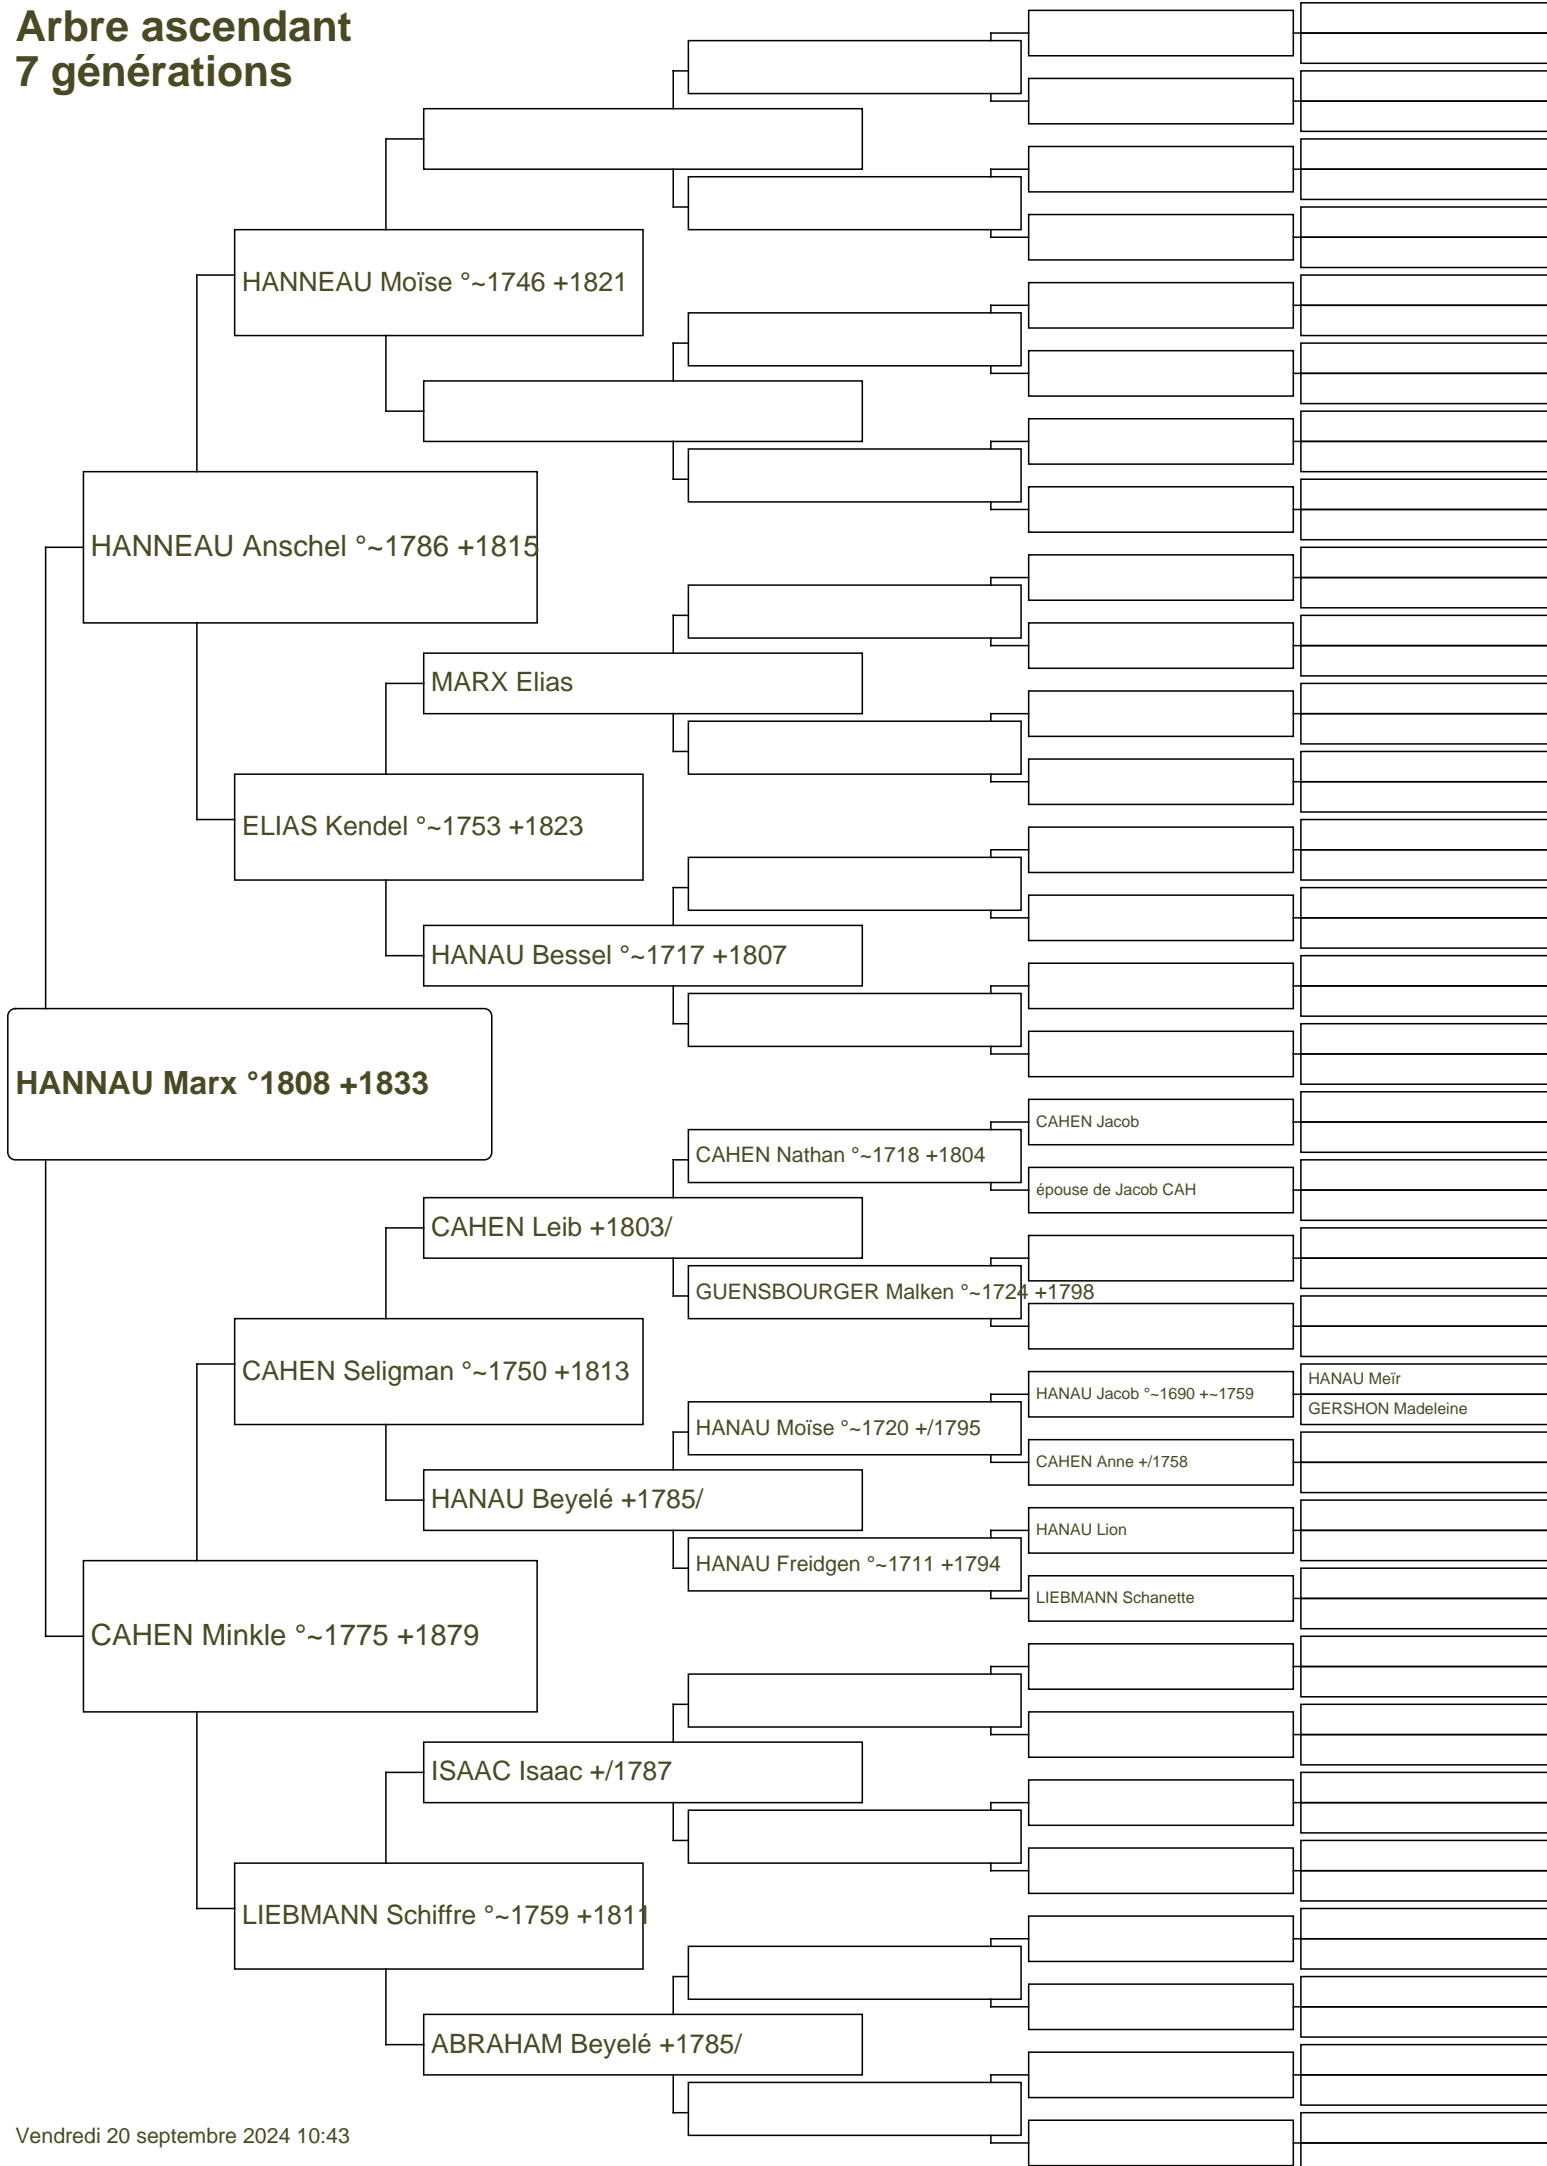 Arbre ascendant
7 générations
HANNEAU Moïse °~1746 +1821
HANNEAU Anschel °~1786 +1815
MARX Elias
ELIAS Kendel °~1753 +1823
HANAU Bessel °~1717 +1807
HANNAU Marx °1808 +1833
CAHEN Jacob
CAHEN Nathan °~1718 +1804
épouse de Jacob CAH
CAHEN Leib +1803/
GUENSBOURGER Malken °~1724 +1798
CAHEN Seligman °~1750 +1813
HANAU Meïr
HANAU Jacob °~1690 +~1759
GERSHON Madeleine
HANAU Moïse °~1720 +/1795
CAHEN Anne +/1758
HANAU Beyelé +1785/
HANAU Lion
HANAU Freidgen °~1711 +1794
LIEBMANN Schanette
CAHEN Minkle °~1775 +1879
ISAAC Isaac +/1787
LIEBMANN Schiffre °~1759 +1811
ABRAHAM Beyelé +1785/
Vendredi 20 septembre 2024 10:43